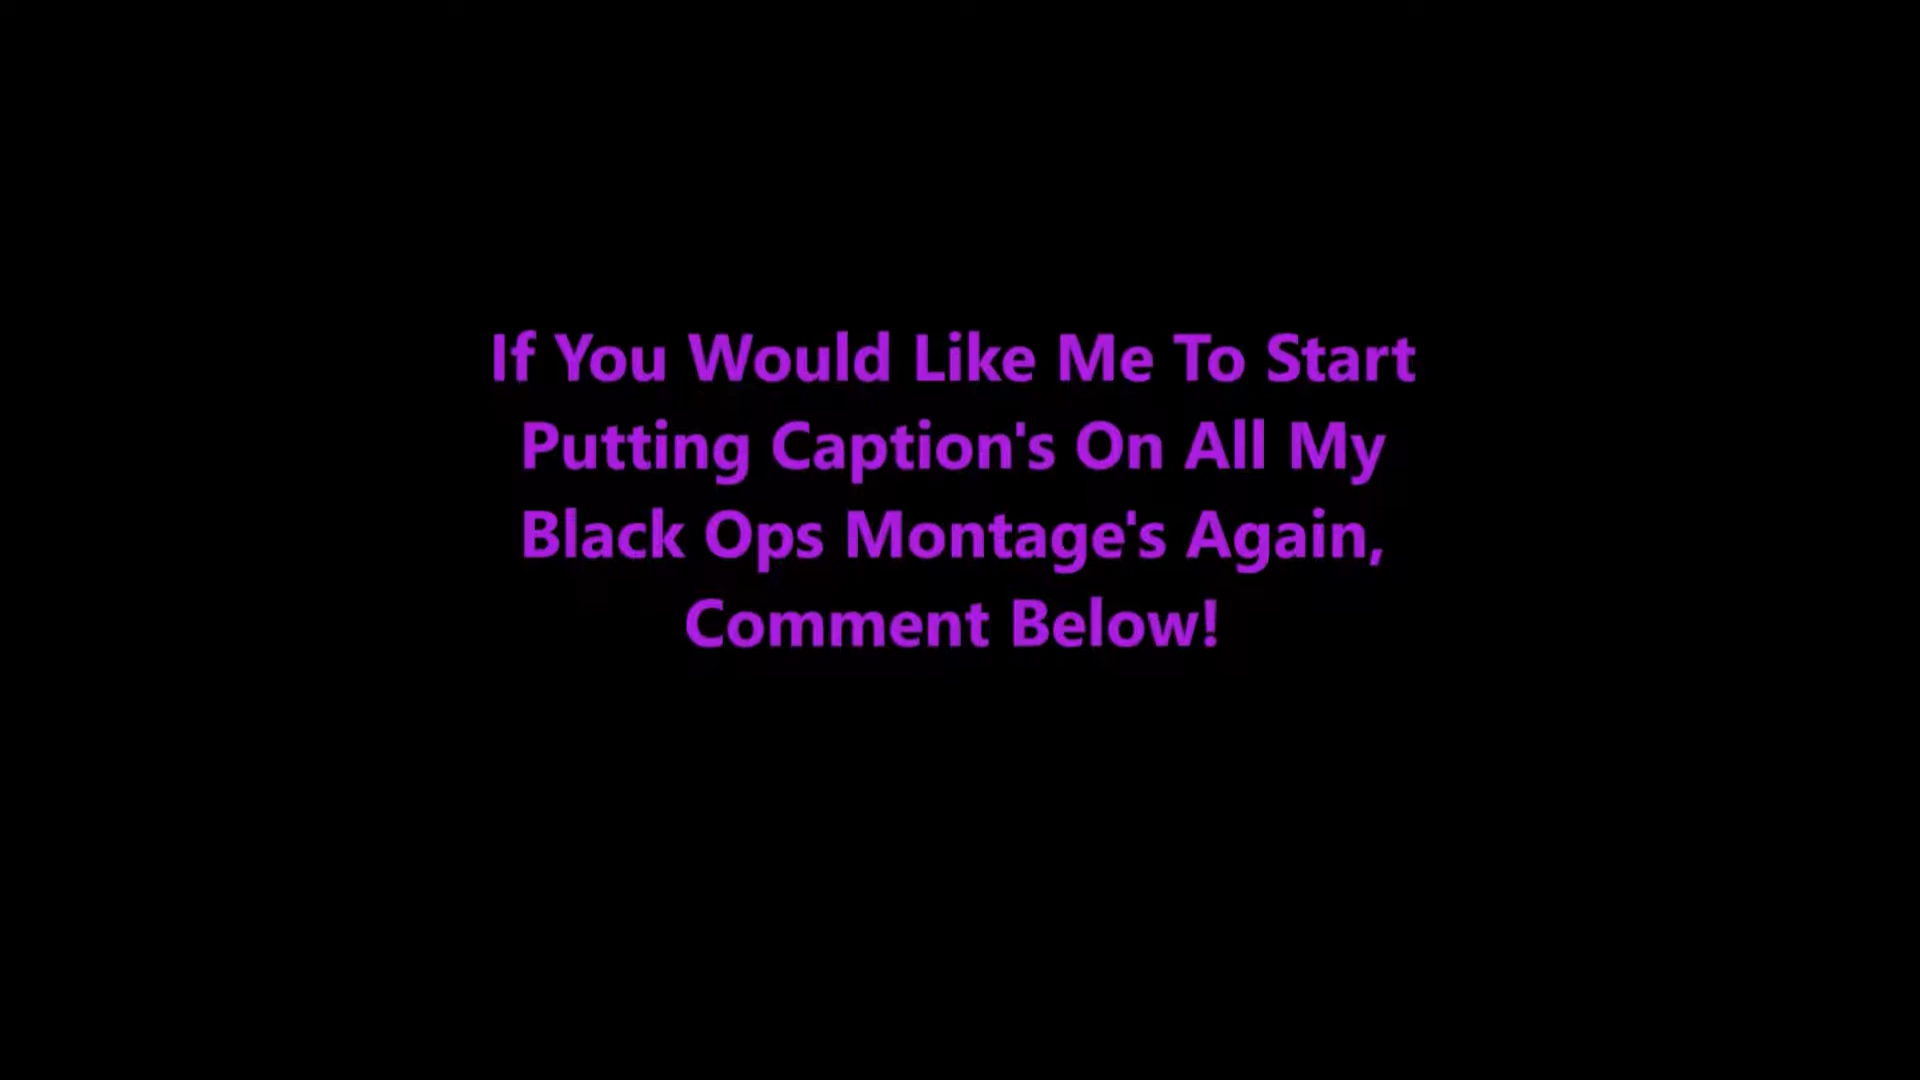 If You Would Like Me To Start
Putting Caption's On All My
Black Ops Montage's Again,
Comment Below!